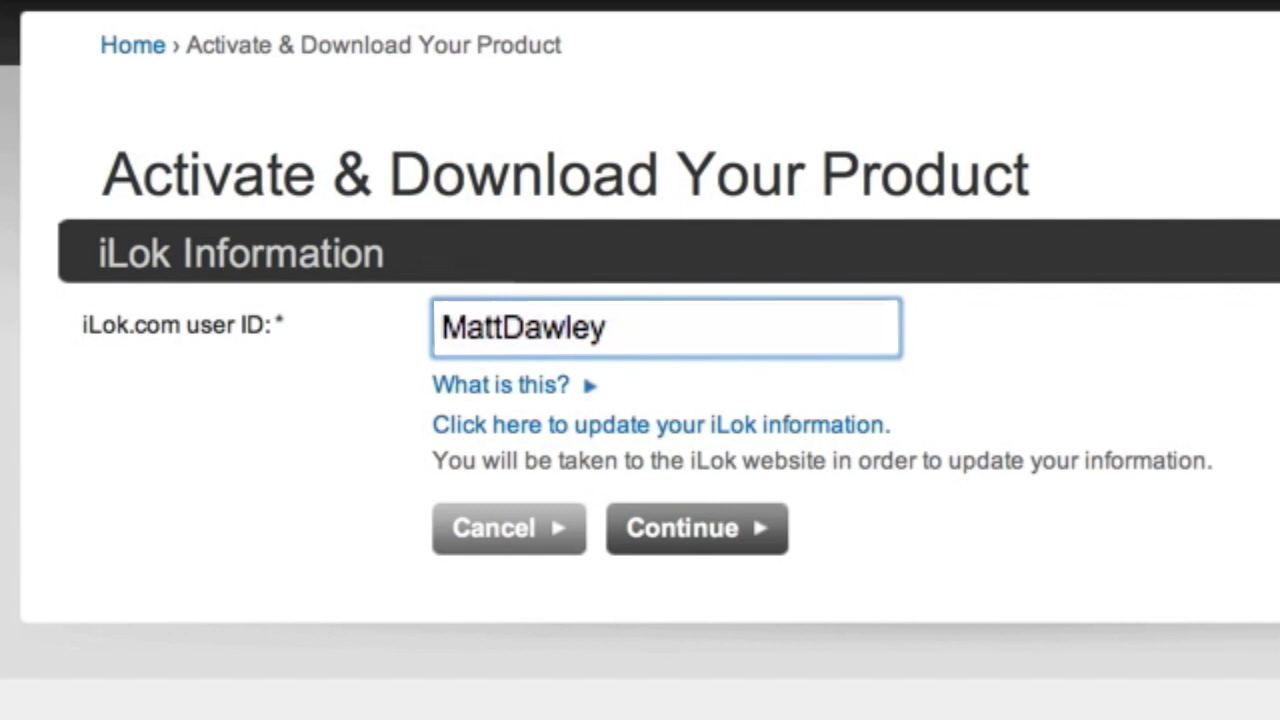 Home › Activate & Download Your Product
Activate & Download Your Product
iLok Information
iLok.com user ID: * MattDawley
What is this? ►
Click here to update your iLok information.
You will be taken to the iLok website in order to update your information.
Cancel ► Continue ►